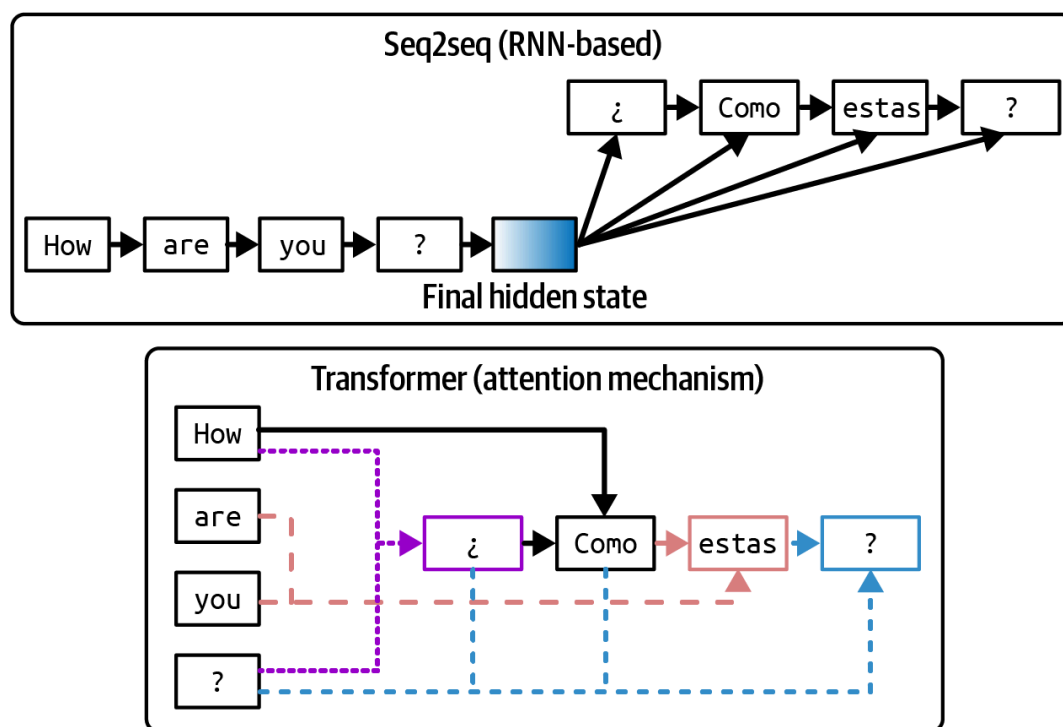 Seq2seq (RNN-based)
¿ Como estas ?
How are you ?
Final hidden state
Transformer (attention mechanism)
How
are
¿ Como estas ?
you
?